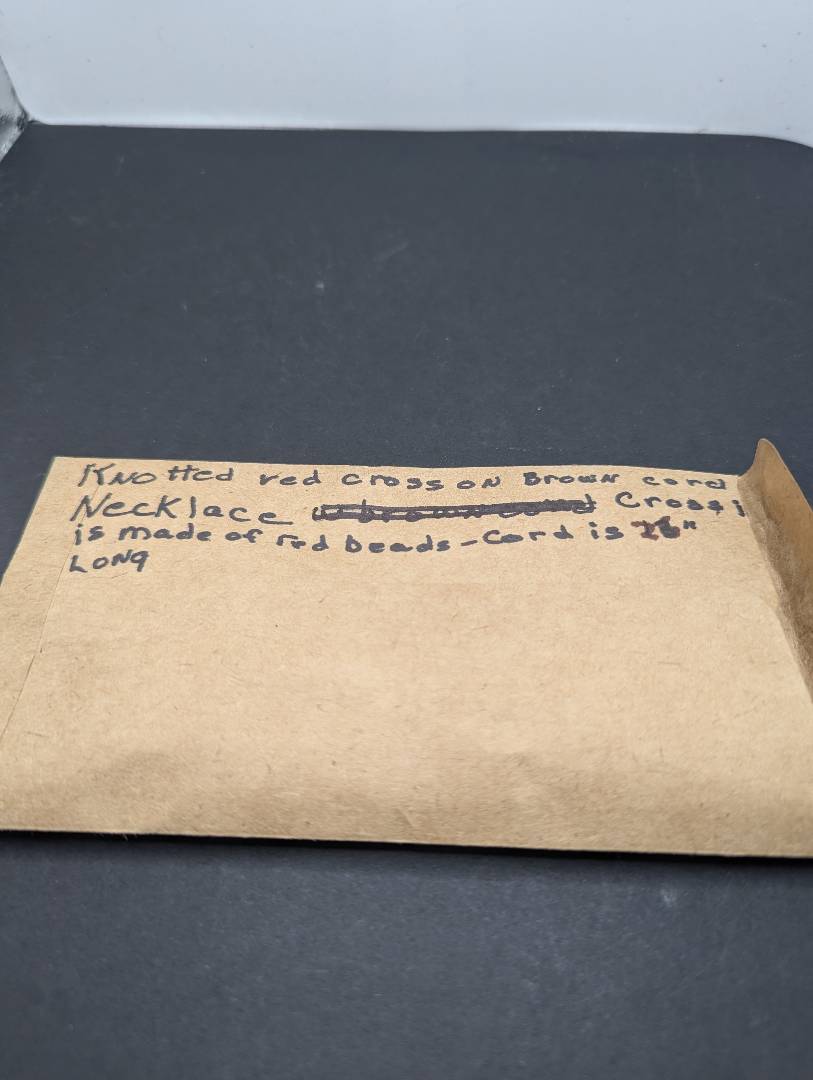 Knotted red cross on Brown cord
Necklace Cross i
is made of red beads - Cord is
LONG